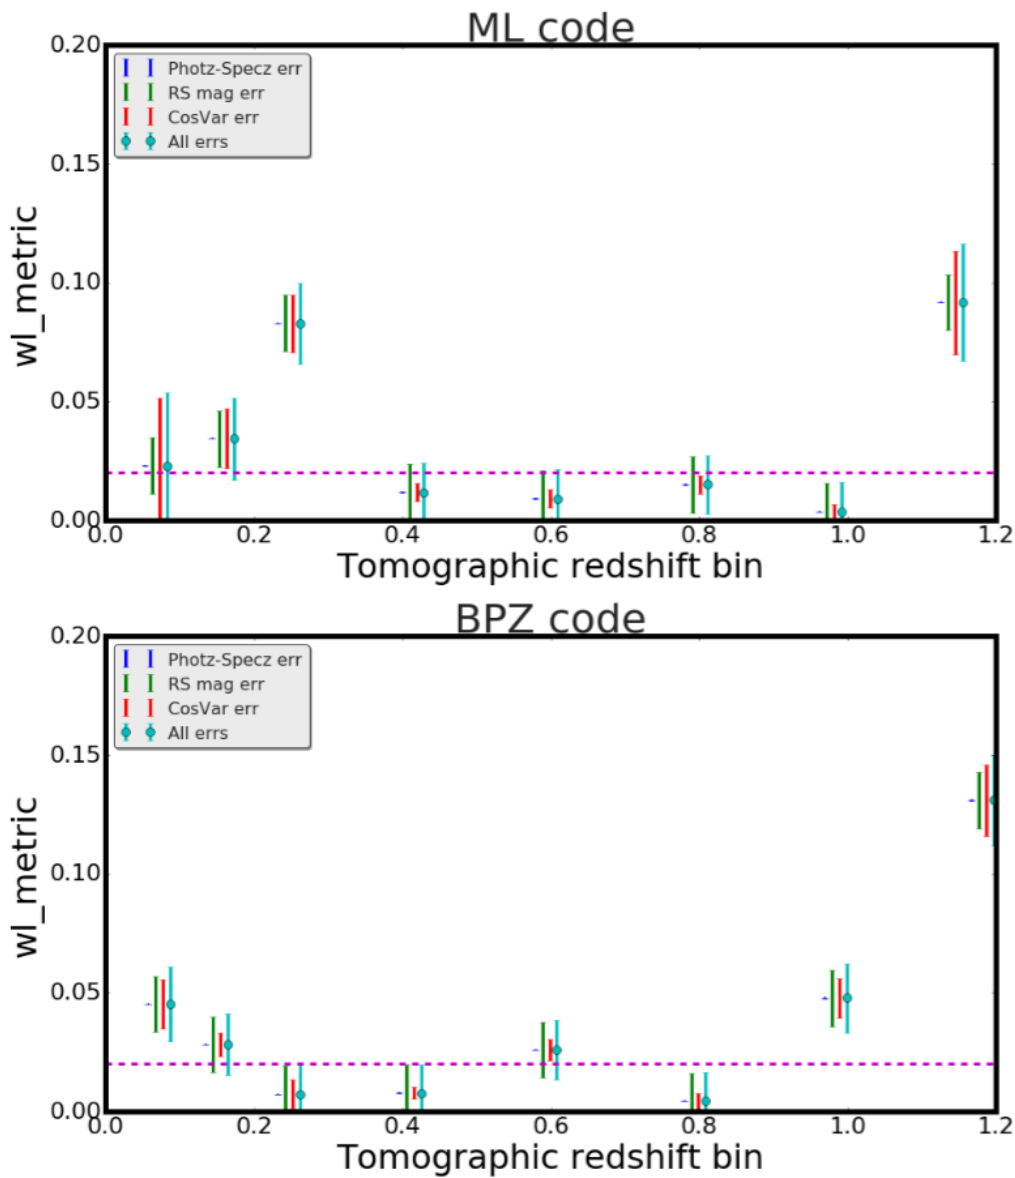 ML code
0.20
Photz-Specz err
RS mag err
CosVar err
All errs
0.15
0.10
0.05
0.00
wl_metric
0.0 0.2 0.4 0.6 0.8 1.0 1.2
Tomographic redshift bin
BPZ code
0.20
Photz-Specz err
RS mag err
CosVar err
All errs
0.15
0.10
0.05
0.00
wl_metric
0.0 0.2 0.4 0.6 0.8 1.0 1.2
Tomographic redshift bin